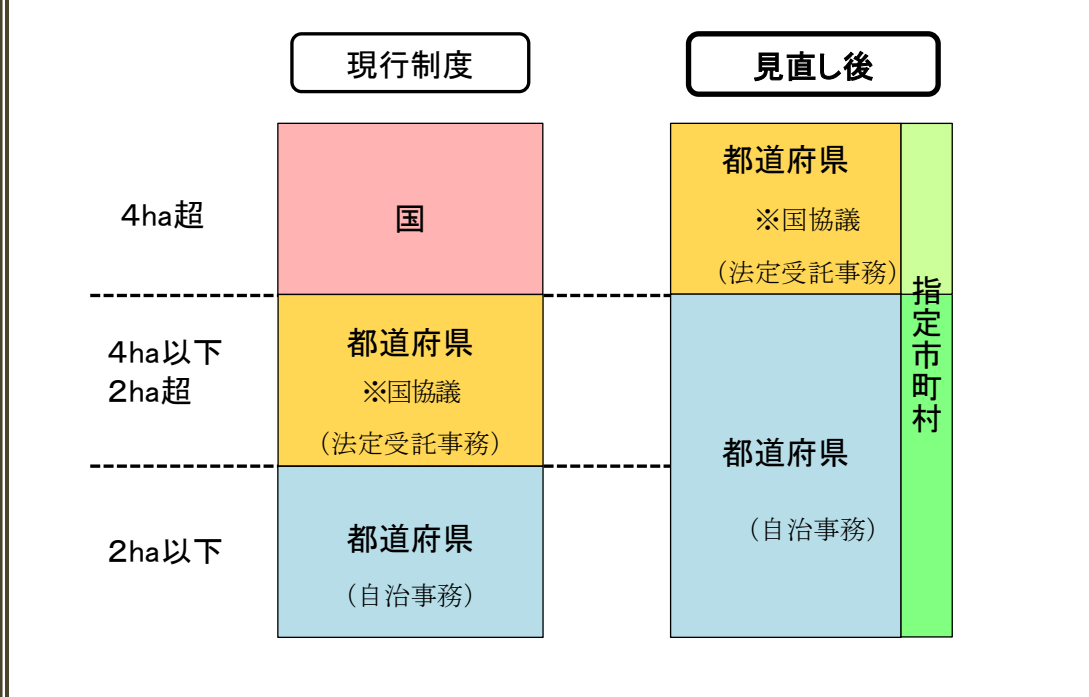 現行制度
見直し後
4ha超
国
都道府県
※国協議
（法定受託事務）
4ha以下
2ha超
都道府県
※国協議
（法定受託事務）
2ha以下
都道府県
（自治事務）
都道府県
（自治事務）
指定市町村